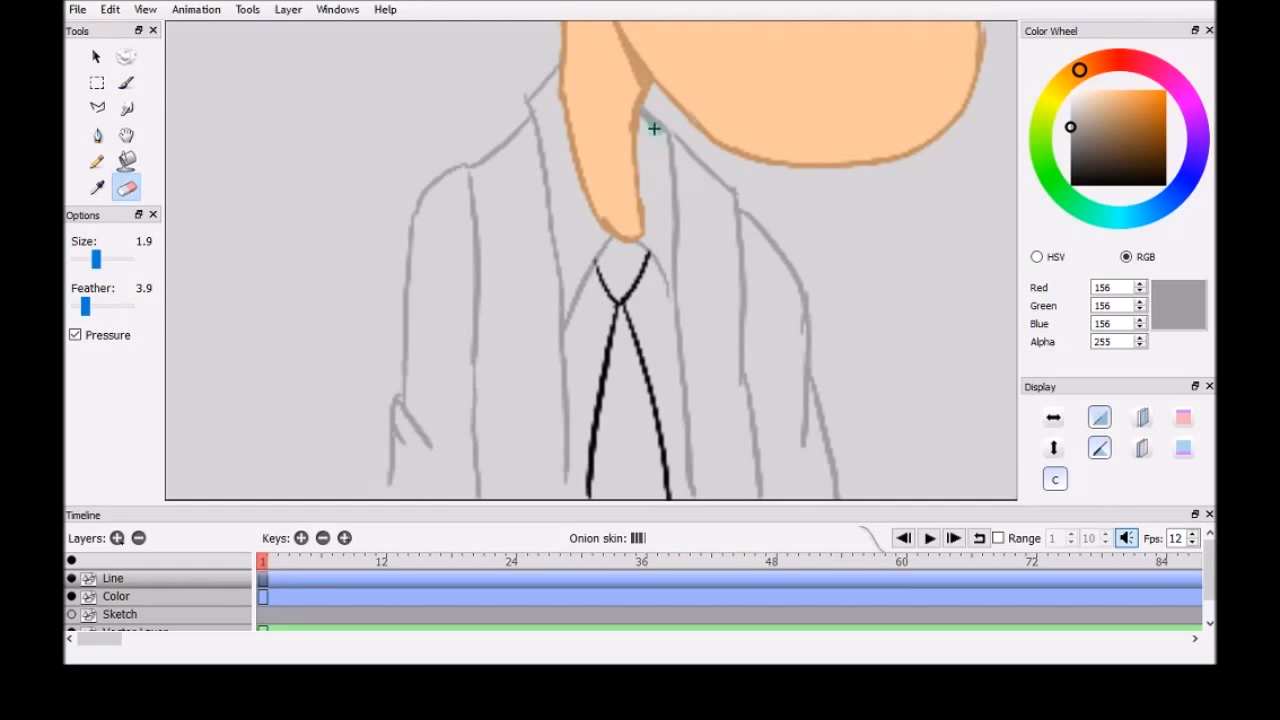 File Edit View Animation Tools Layer Windows Help
Tools
Options
Size: 1.9
Feather: 3.9
Pressure
Color Wheel
HSV RGB
Red 156
Green 156
Blue 156
Alpha 255
Display
C
Timeline
Layers: Keys: Onion skin: Range 1 10 Fps: 12
1 12 24 36 48 60 72 84
Line
Color
Sketch